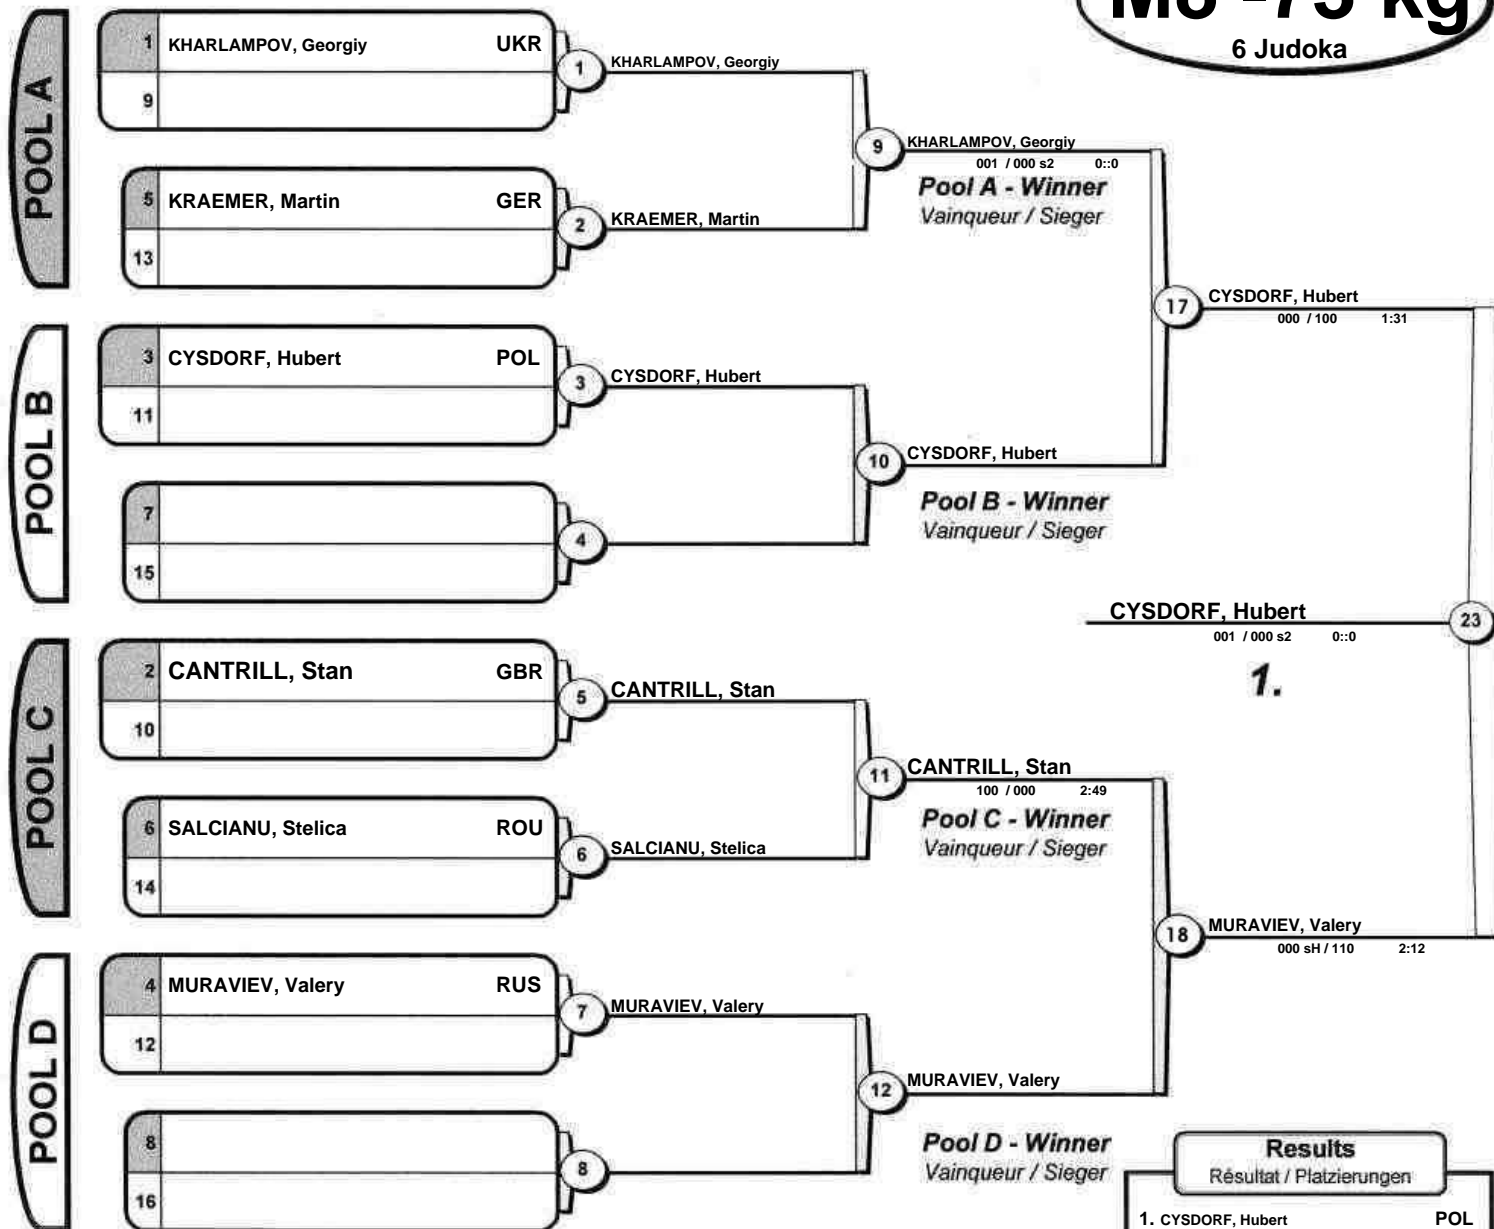 M8 -73 kg
6 Judoka
POOL A
1 KHARLAMPOV, Georgiy UKR
9
1 KHARLAMPOV, Georgiy
5 KRAEMER, Martin GER
13
2 KRAEMER, Martin
9 KHARLAMPOV, Georgiy
001 / 000 s2 0::0
Pool A - Winner
Vainqueur / Sieger
POOL B
3 CYSDORF, Hubert POL
11
3 CYSDORF, Hubert
7
15
4
10 CYSDORF, Hubert
Pool B - Winner
Vainqueur / Sieger
17 CYSDORF, Hubert
000 / 100 1:31
POOL C
2 CANTRILL, Stan GBR
10
5 CANTRILL, Stan
6 SALCIANU, Stelica ROU
14
6 SALCIANU, Stelica
11 CANTRILL, Stan
100 / 000 2:49
Pool C - Winner
Vainqueur / Sieger
POOL D
4 MURAVIEV, Valery RUS
12
7 MURAVIEV, Valery
8
16
8
12 MURAVIEV, Valery
Pool D - Winner
Vainqueur / Sieger
18 MURAVIEV, Valery
000 sH / 110 2:12
CYSDORF, Hubert 23
001 / 000 s2 0::0
1.
Results
Résultat / Platzierungen
1. CYSDORF, Hubert POL